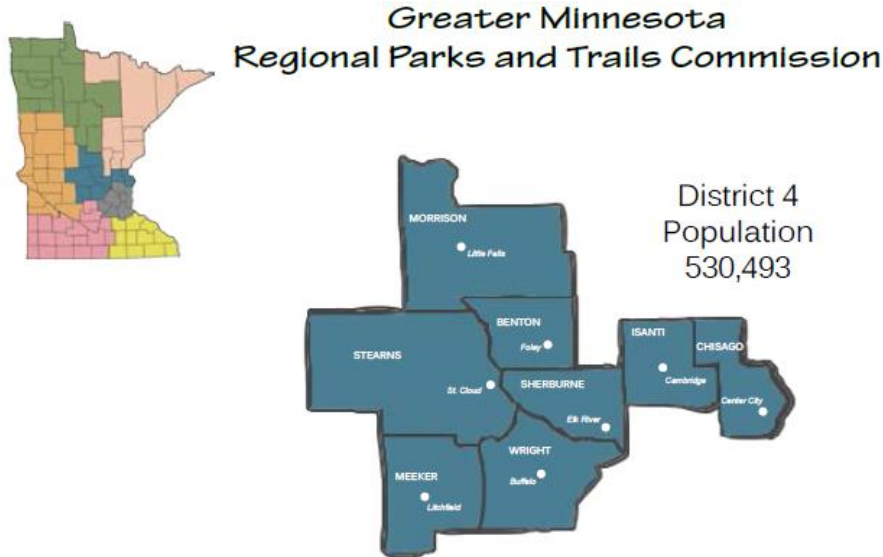 Greater Minnesota
Regional Parks and Trails Commission
District 4
Population
530,493
MORRISON
Little Falls
BENTON
Foley
STEARNS
St. Cloud
SHERBURNE
Elk River
ISANTI
Cambridge
CHISAGO
Center City
WRIGHT
Buffalo
MEEKER
Litchfield